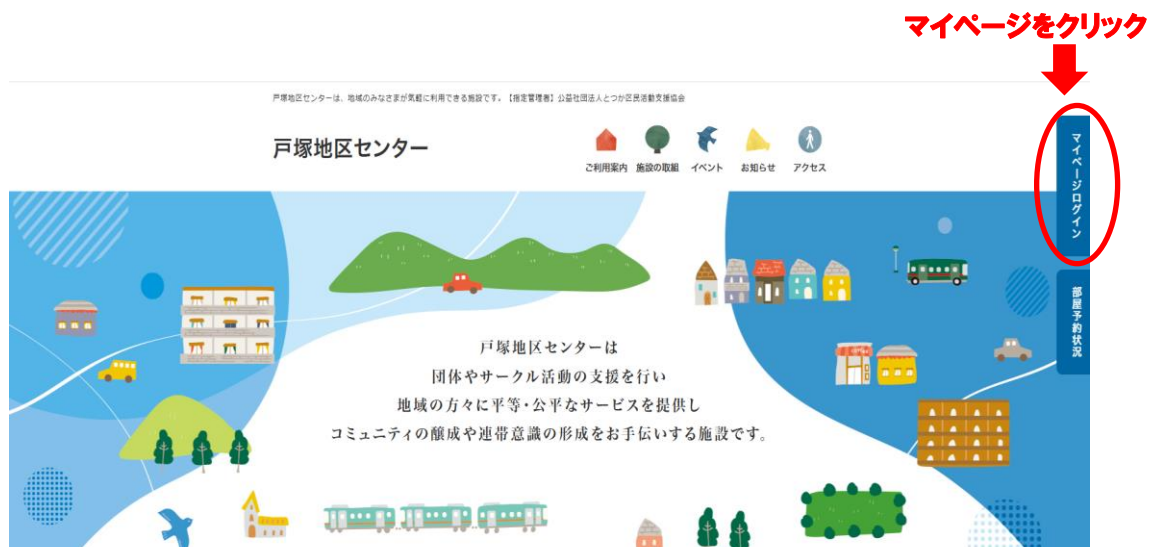 マイページをクリック
戸塚地区センターは、地域のみなさまが気軽に利用できる施設です。【指定管理者】公益社団法人とつか区民活動支援協会
戸塚地区センター
ご利用案内 施設の取組 イベント お知らせ アクセス
マイページログイン
部屋予約状況
戸塚地区センターは
団体やサークル活動の支援を行い
地域の方々に平等・公平なサービスを提供し
コミュニティの醸成や連帯意識の形成をお手伝いする施設です。